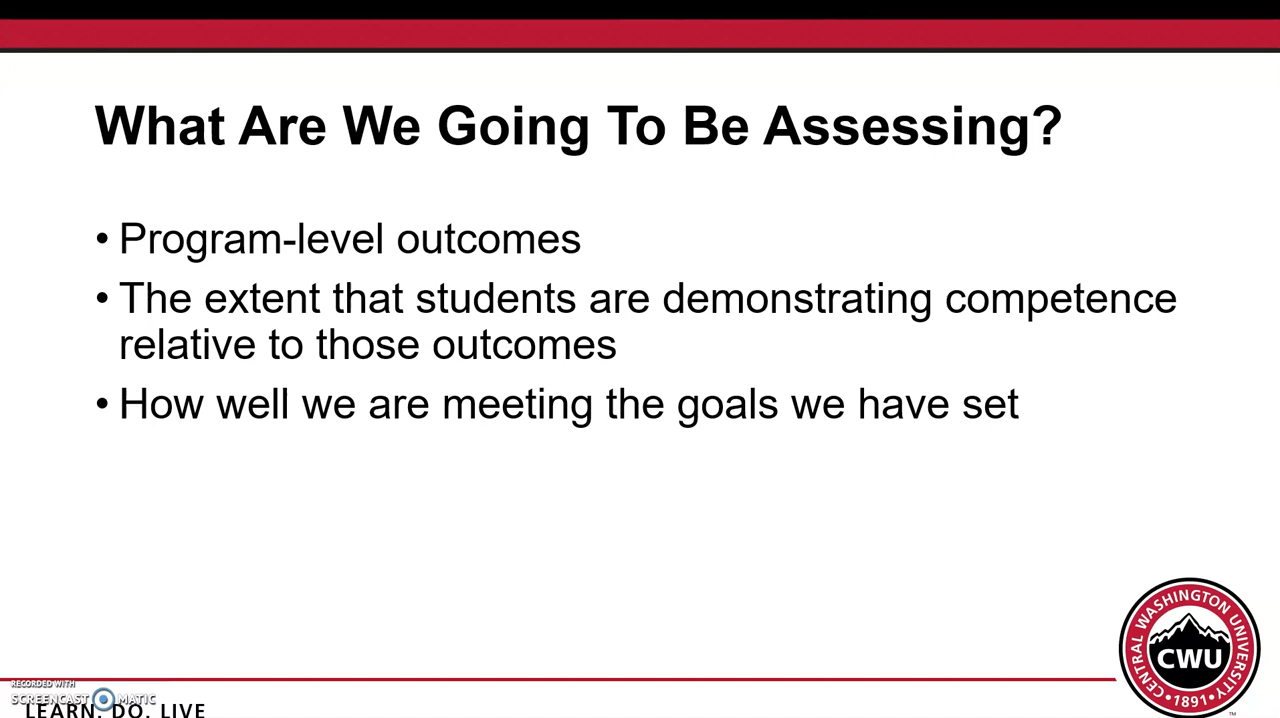 What Are We Going To Be Assessing?
• Program-level outcomes
• The extent that students are demonstrating competence
relative to those outcomes
• How well we are meeting the goals we have set
RECORDED WITH
SCREENCAST MATIC
LEARN. DO. LIVE
CENTRAL WASHINGTON UNIVERSITY
CWU
•1891•
™